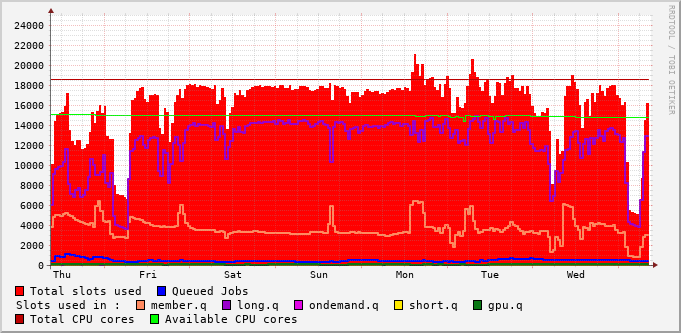 24000
22000
20000
18000
16000
14000
12000
10000
8000
6000
4000
2000
0
Thu Fri Sat Sun Mon Tue Wed
RRDTOOL / TOBI OETIKER
Total slots used Queued Jobs
Slots used in : member.q long.q ondemand.q short.q gpu.q
Total CPU cores Available CPU cores